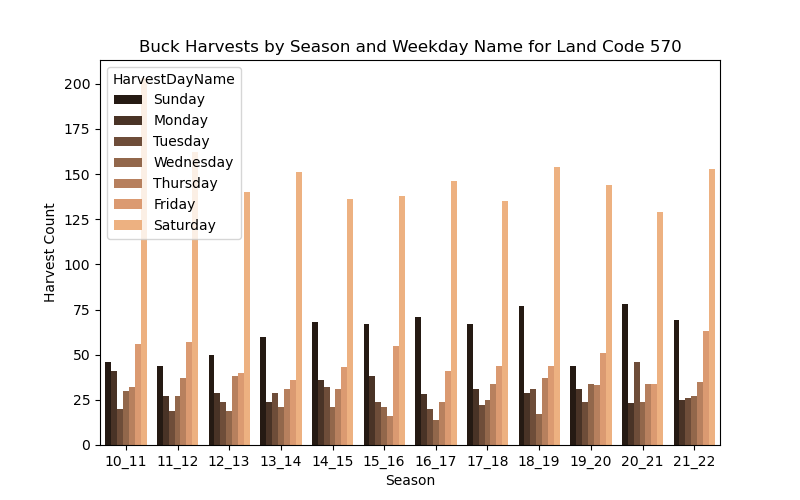 Buck Harvests by Season and Weekday Name for Land Code 570
HarvestDayName
Sunday
Monday
Tuesday
Wednesday
Thursday
Friday
Saturday
200
175
150
125
100
75
50
25
0
Harvest Count
10_11 11_12 12_13 13_14 14_15 15_16 16_17 17_18 18_19 19_20 20_21 21_22
Season